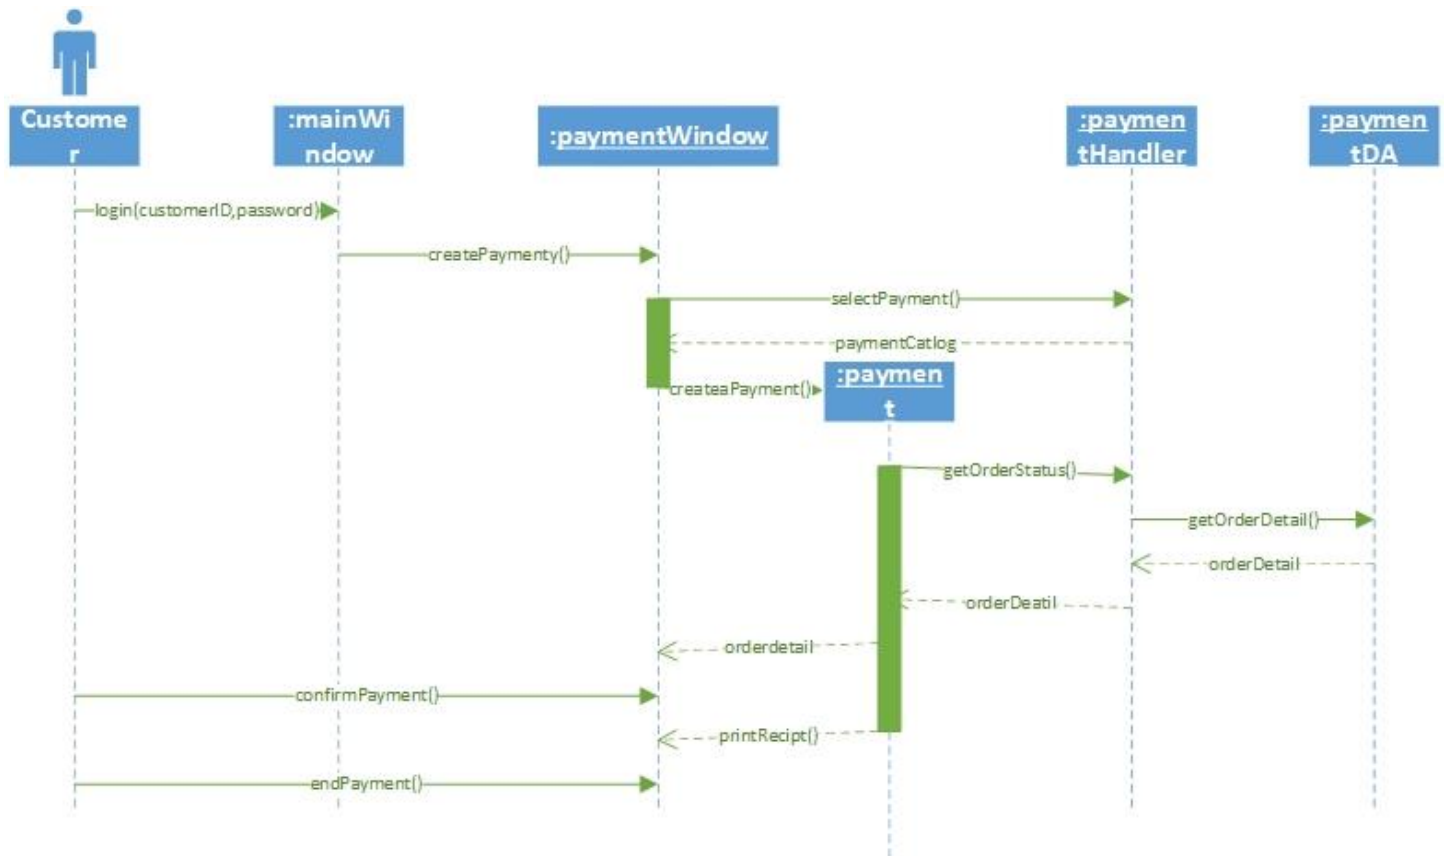 Custome
r
:mainWi
ndow
:paymentWindow
:paymen
tHandler
:paymen
tDA
login(customerID,password)
createPaymenty()
selectPayment()
paymentCatlog
createaPayment()
:paymen
t
getOrderStatus()
getOrderDetail()
orderDetail
orderDeatil
orderdetail
confirmPayment()
printRecipt()
endPayment()